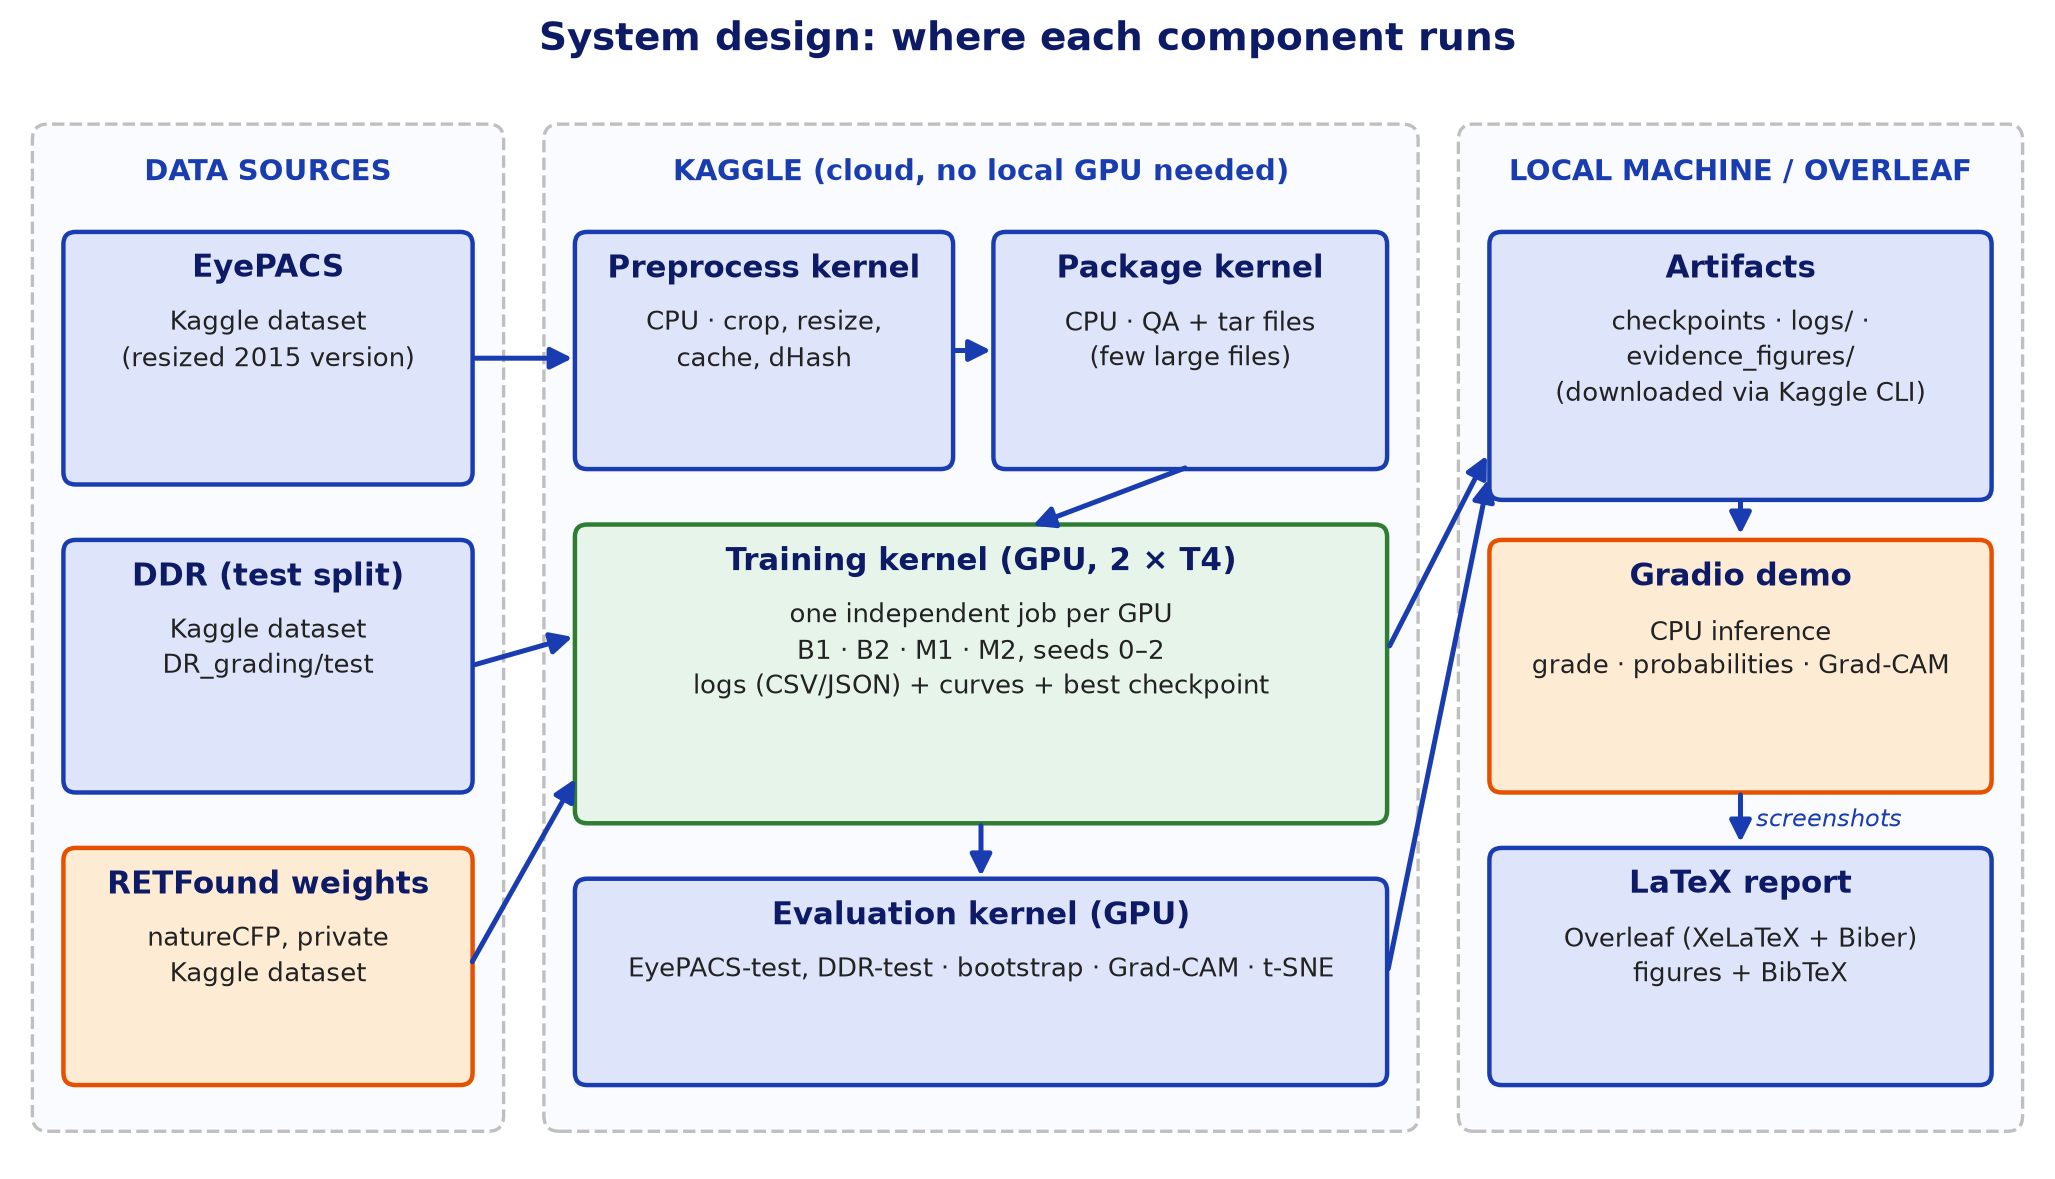 System design: where each component runs
DATA SOURCES
EyePACS
Kaggle dataset
(resized 2015 version)
DDR (test split)
Kaggle dataset
DR_grading/test
RETFound weights
natureCFP, private
Kaggle dataset
KAGGLE (cloud, no local GPU needed)
Preprocess kernel
CPU · crop, resize,
cache, dHash
Package kernel
CPU · QA + tar files
(few large files)
Training kernel (GPU, 2 × T4)
one independent job per GPU
B1 · B2 · M1 · M2, seeds 0–2
logs (CSV/JSON) + curves + best checkpoint
Evaluation kernel (GPU)
EyePACS-test, DDR-test · bootstrap · Grad-CAM · t-SNE
LOCAL MACHINE / OVERLEAF
Artifacts
checkpoints · logs/ ·
evidence_figures/
(downloaded via Kaggle CLI)
Gradio demo
CPU inference
grade · probabilities · Grad-CAM
screenshots
LaTeX report
Overleaf (XeLaTeX + Biber)
figures + BibTeX